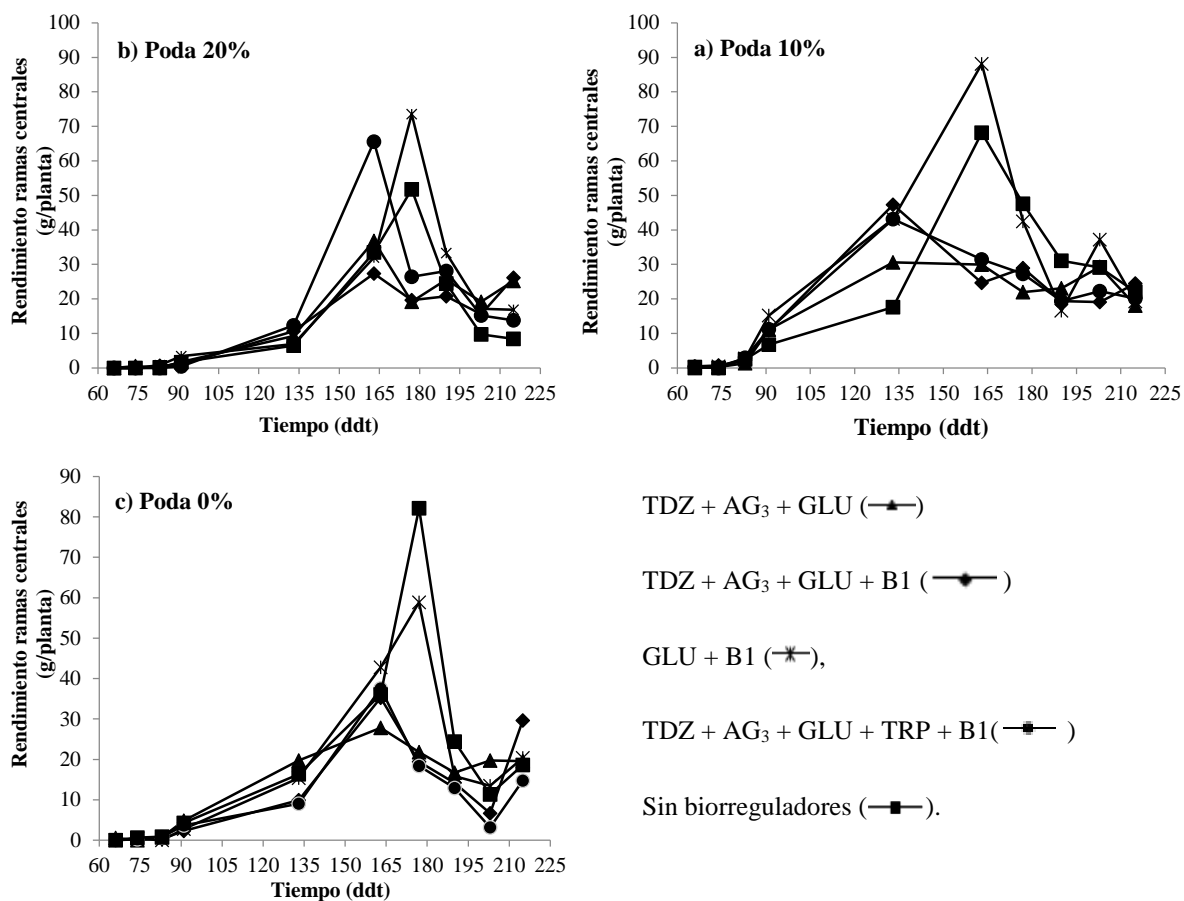 b) Poda 20%
Rendimiento ramas centrales
(g/planta)
100
90
80
70
60
50
40
30
20
10
0
60 75 90 105 120 135 150 165 180 195 210 225
Tiempo (ddt)
a) Poda 10%
Rendimiento ramas centrales
(g/planta)
100
90
80
70
60
50
40
30
20
10
0
60 75 90 105 120 135 150 165 180 195 210 225
Tiempo (ddt)
c) Poda 0%
Rendimiento ramas centrales
(g/planta)
90
80
70
60
50
40
30
20
10
0
60 75 90 105 120 135 150 165 180 195 210 225
Tiempo (ddt)
TDZ + AG₃ + GLU ( )
TDZ + AG₃ + GLU + B1 ( )
GLU + B1 ( ),
TDZ + AG₃ + GLU + TRP + B1( )
Sin biorreguladores ( ).